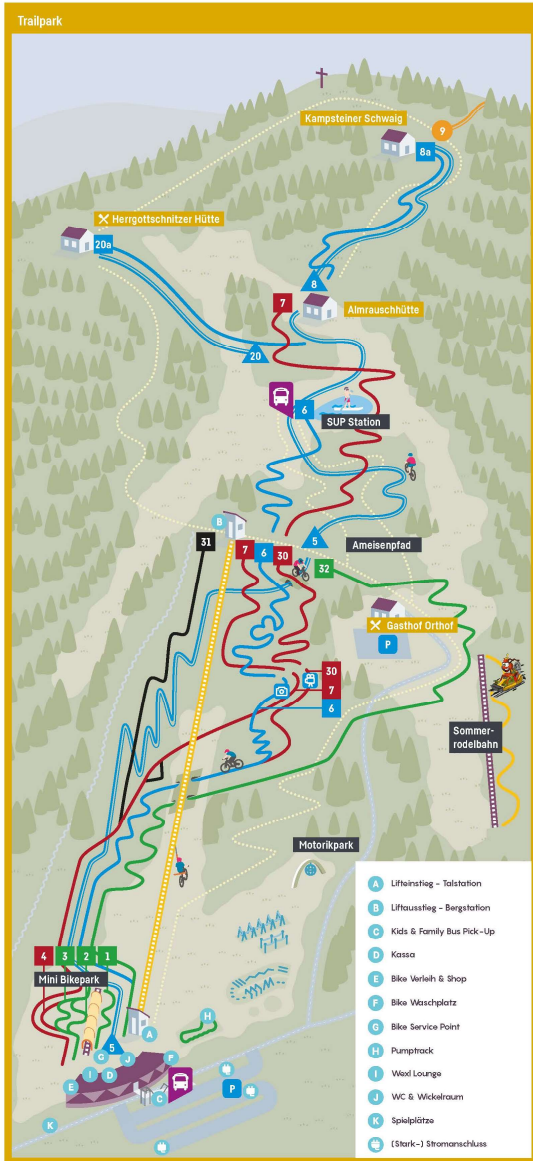 Trailpark
Kampsteiner Schwaig
9
8a
Herrgottschnitzer Hütte
20a
8
7
Almrauschhütte
20
6
SUP Station
B
31
5
Ameisenpfad
7
6
30
32
Gasthof Orthof
P
30
7
6
Sommer-
rodelbahn
Motorikpark
4
3
2
1
Mini Bikepark
5
A
H
G
J
F
I
D
E
C
P
K
A Lifteinstieg – Talstation
B Liftausstieg – Bergstation
C Kids & Family Bus Pick-Up
D Kassa
E Bike Verleih & Shop
F Bike Waschplatz
G Bike Service Point
H Pumptrack
I Wexl Lounge
J WC & Wickelraum
K Spielplätze
(Stark-) Stromanschluss